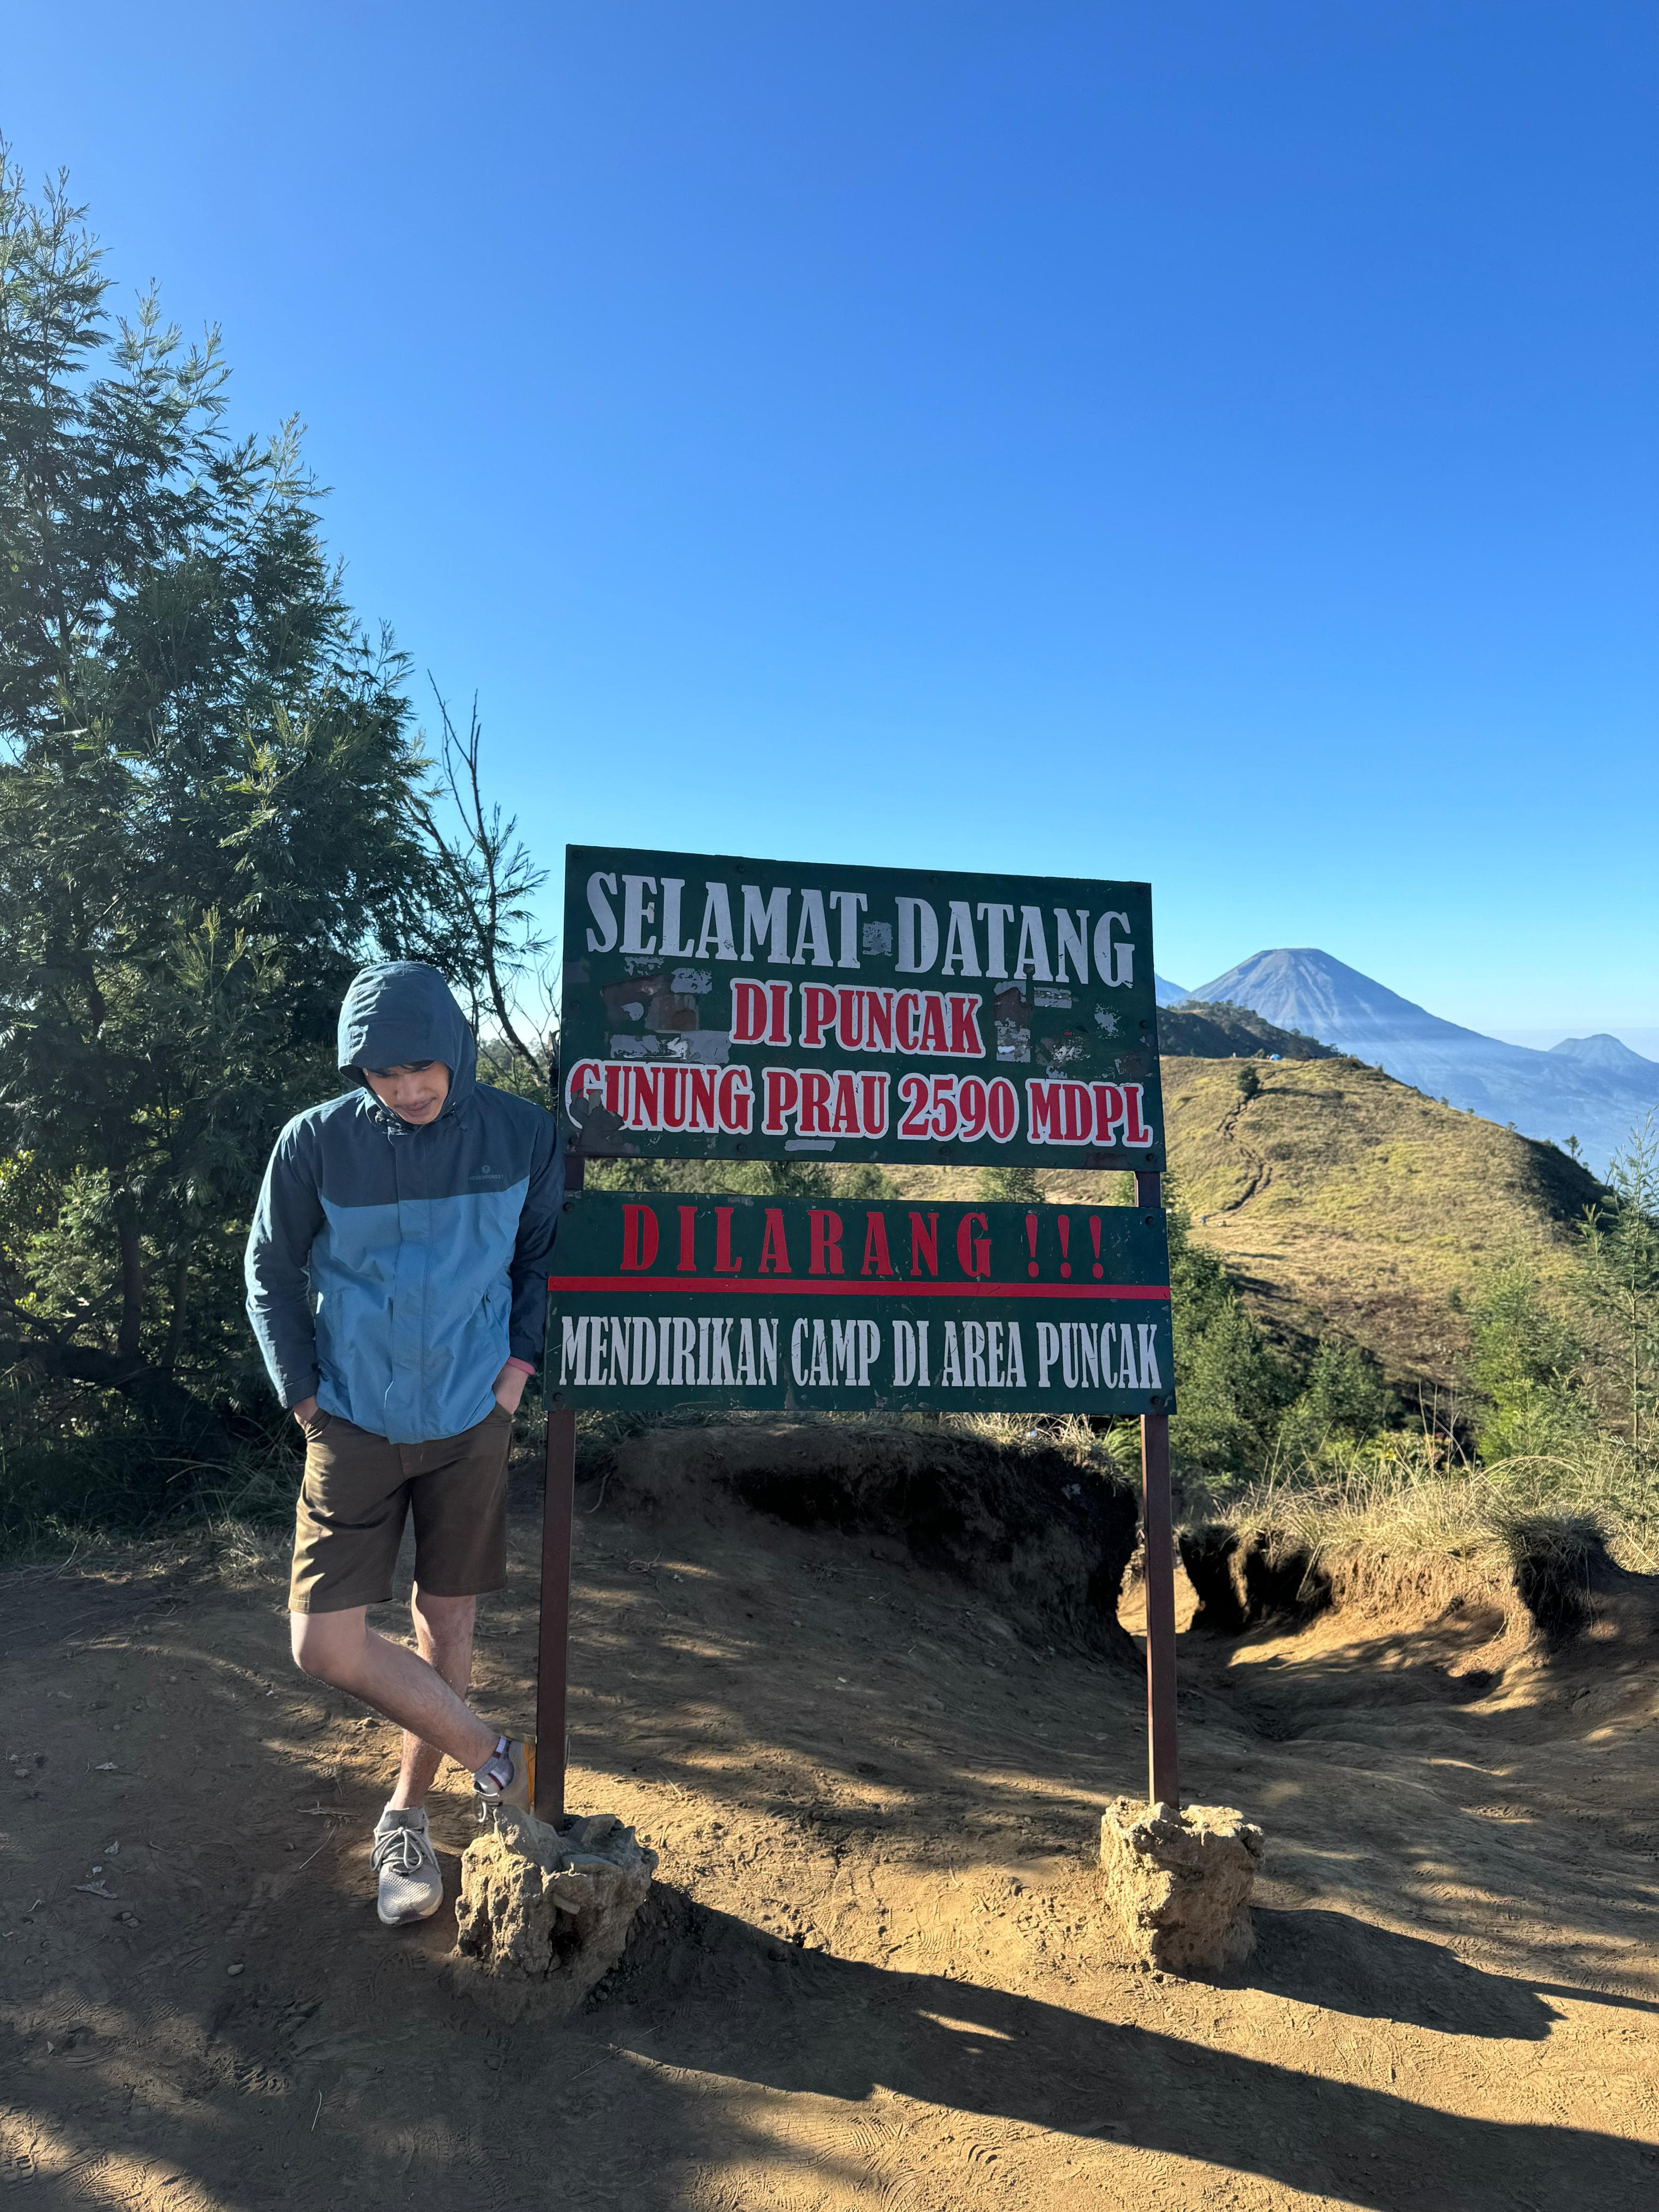 SELAMAT DATANG
DI PUNCAK
GUNUNG PRAU 2590 MDPL
DILARANG !!!
MENDIRIKAN CAMP DI AREA PUNCAK